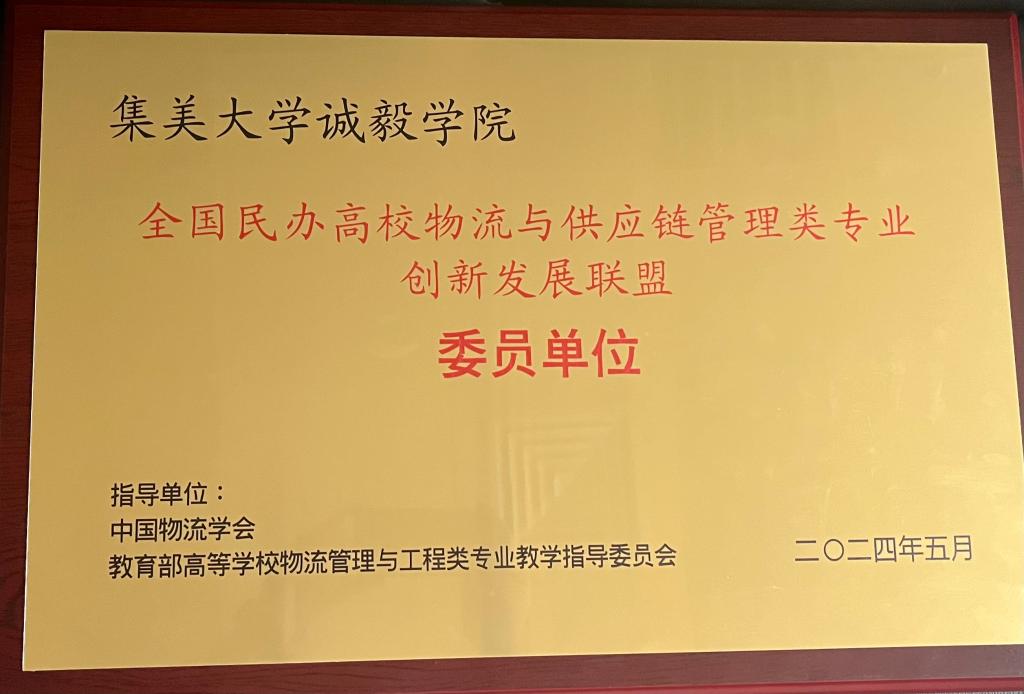 集美大学诚毅学院
全国民办高校物流与供应链管理类专业
创新发展联盟
委员单位
指导单位：
中国物流学会
教育部高等学校物流管理与工程类专业教学指导委员会
二〇二四年五月